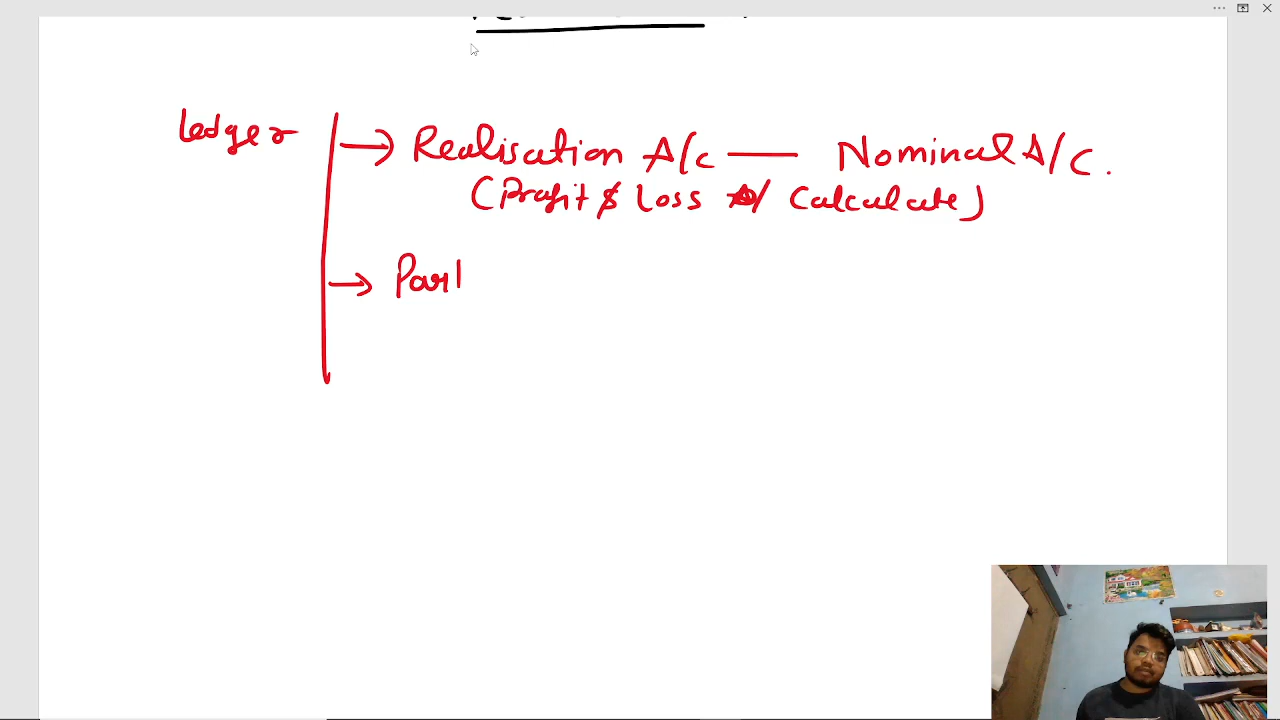 Ledger
→ Realisation A/c — Nominal A/C.
(Profit & Loss Calculate)
→ Part